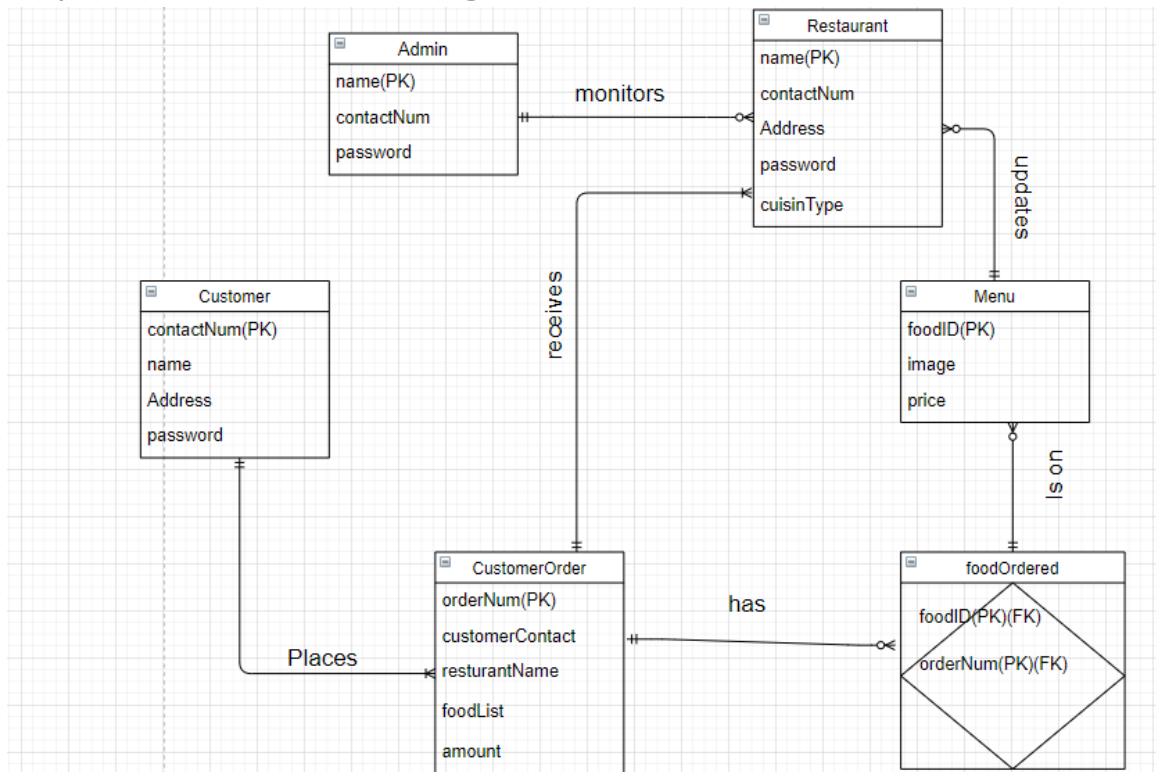 Admin
name(PK)
contactNum
password
monitors
Restaurant
name(PK)
contactNum
Address
password
cuisinType
updates
receives
Customer
contactNum(PK)
name
Address
password
Menu
foodID(PK)
image
price
Is on
Places
CustomerOrder
orderNum(PK)
customerContact
resturantName
foodList
amount
has
foodOrdered
foodID(PK)(FK)
orderNum(PK)(FK)